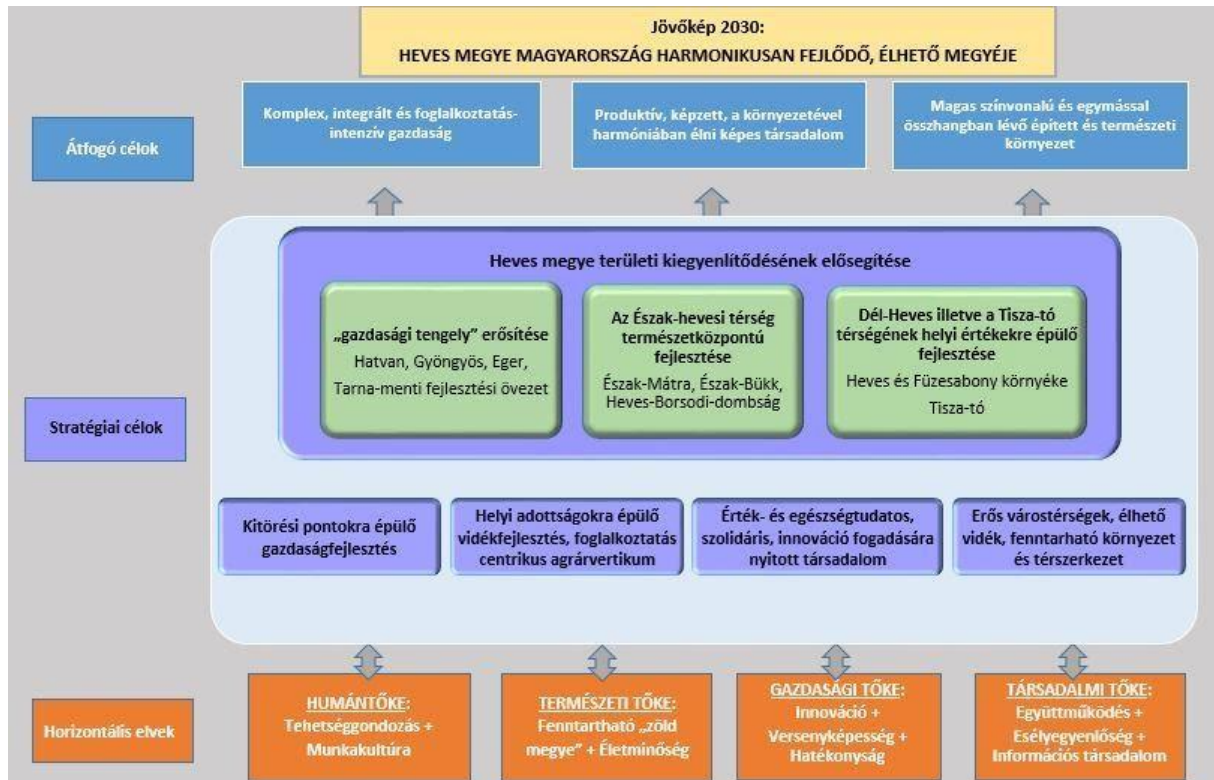 Jövőkép 2030:
HEVES MEGYE MAGYARORSZÁG HARMONIKUSAN FEJLŐDŐ, ÉLHETŐ MEGYÉJE
Átfogó célok
Komplex, integrált és foglalkoztatás-
intenzív gazdaság
Produktív, képzett, a környezetével
harmóniában élni képes társadalom
Magas színvonalú és egymással
összhangban lévő épített és természeti
környezet
Stratégiai célok
Heves megye területi kiegyenlítődésének elősegítése
„gazdasági tengely” erősítése
Hatvan, Gyöngyös, Eger,
Tarna-menti fejlesztési övezet
Az Észak-hevesi térség
természetközpontú
fejlesztése
Észak-Mátra, Észak-Bükk,
Heves-Borsodi-dombság
Dél-Heves illetve a Tisza-tó
térségének helyi értékekre épülő
fejlesztése
Heves és Füzesabony környéke
Tisza-tó
Kitörési pontokra épülő
gazdaságfejlesztés
Helyi adottságokra épülő
vidékfejlesztés, foglalkoztatás
centrikus agrárvertikum
Érték- és egészségtudatos,
szolidáris, innováció fogadására
nyitott társadalom
Erős várostérségek, élhető
vidék, fenntarható környezet
és térszerkezet
Horizontális elvek
HUMÁNTŐKE:
Tehetséggondozás +
Munkakultúra
TERMÉSZETI TŐKE:
Fenntartható „zöld
megye” + Életminőség
GAZDASÁGI TŐKE:
Innováció +
Versenyképesség +
Hatékonyság
TÁRSADALMI TŐKE:
Együttműködés +
Esélyegyenlőség +
Információs társadalom